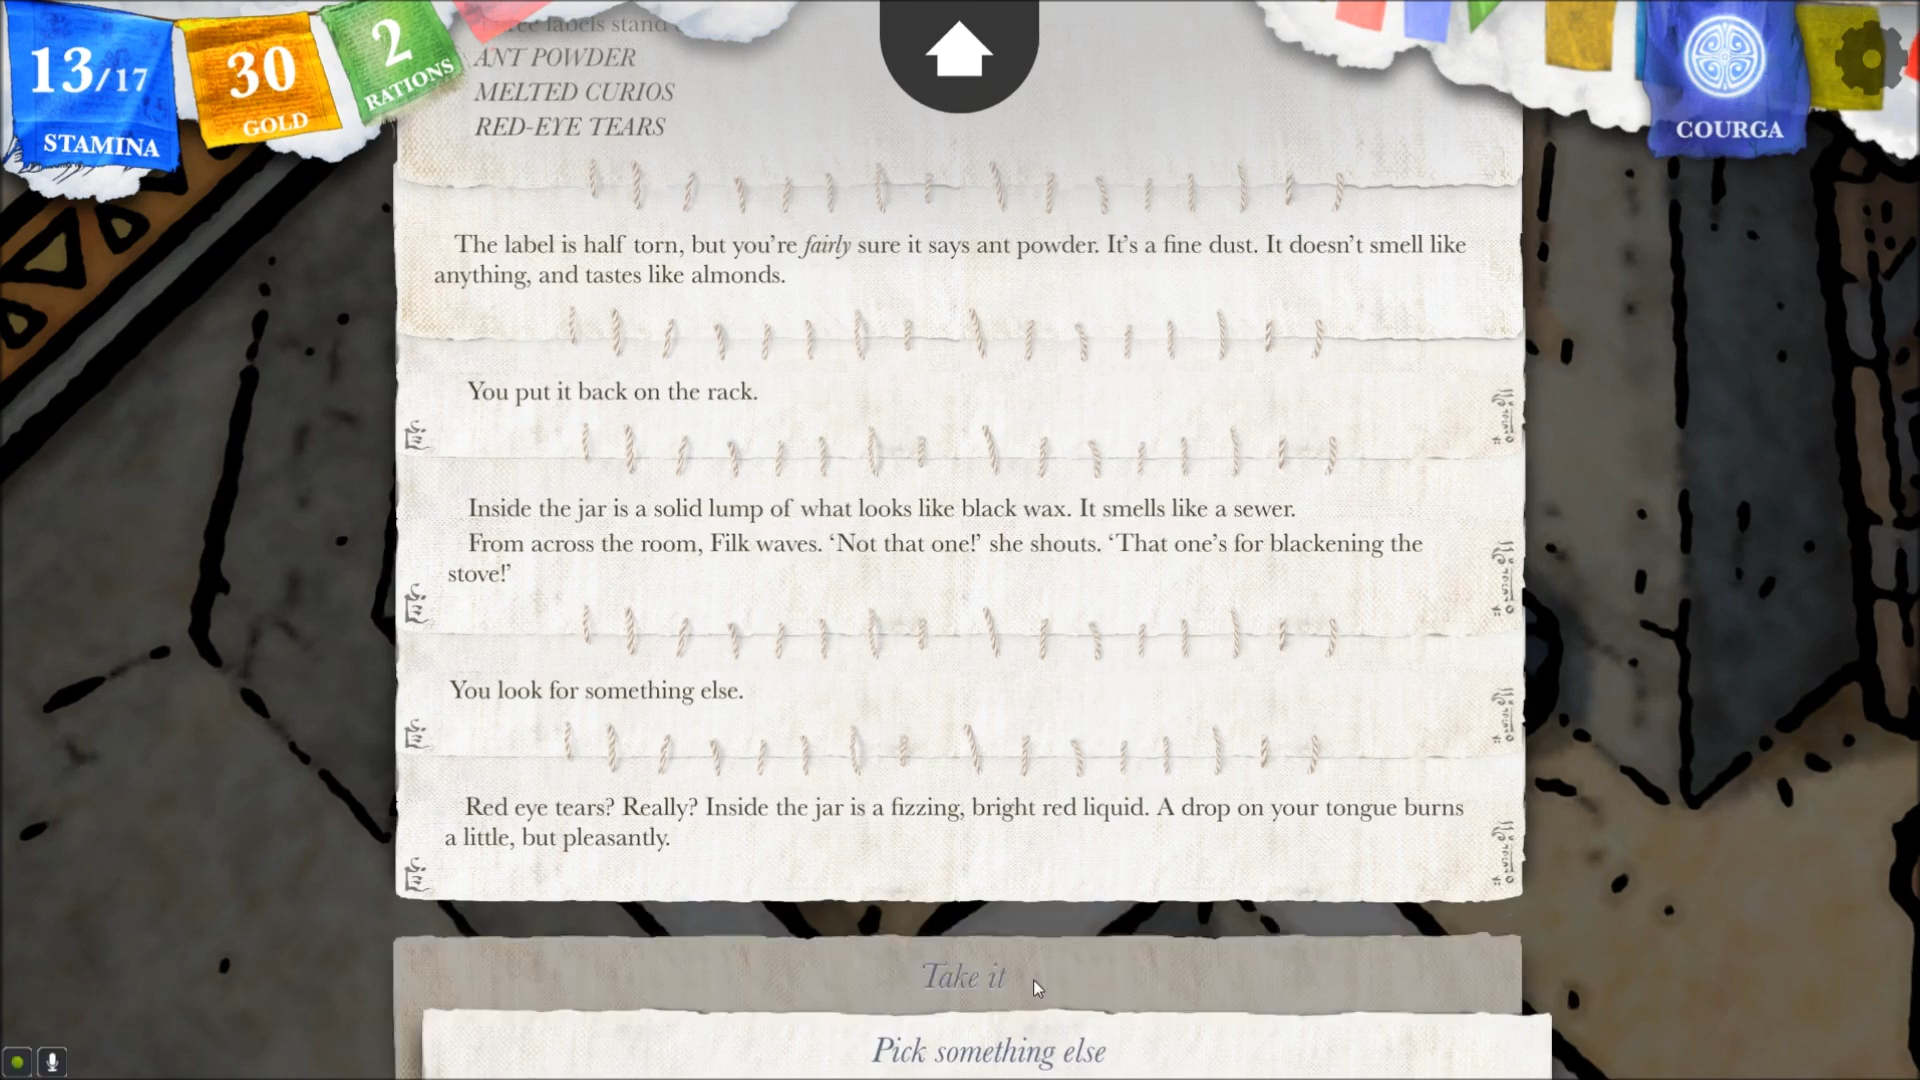 13/17
STAMINA
30
GOLD
2
RATIONS
COURGA
labels stand
ANT POWDER
MELTED CURIOS
RED-EYE TEARS
The label is half torn, but you’re fairly sure it says ant powder. It’s a fine dust. It doesn’t smell like
anything, and tastes like almonds.
You put it back on the rack.
Inside the jar is a solid lump of what looks like black wax. It smells like a sewer.
From across the room, Filk waves. ‘Not that one!’ she shouts. ‘That one’s for blackening the
stove!’
You look for something else.
Red eye tears? Really? Inside the jar is a fizzing, bright red liquid. A drop on your tongue burns
a little, but pleasantly.
Take it
Pick something else